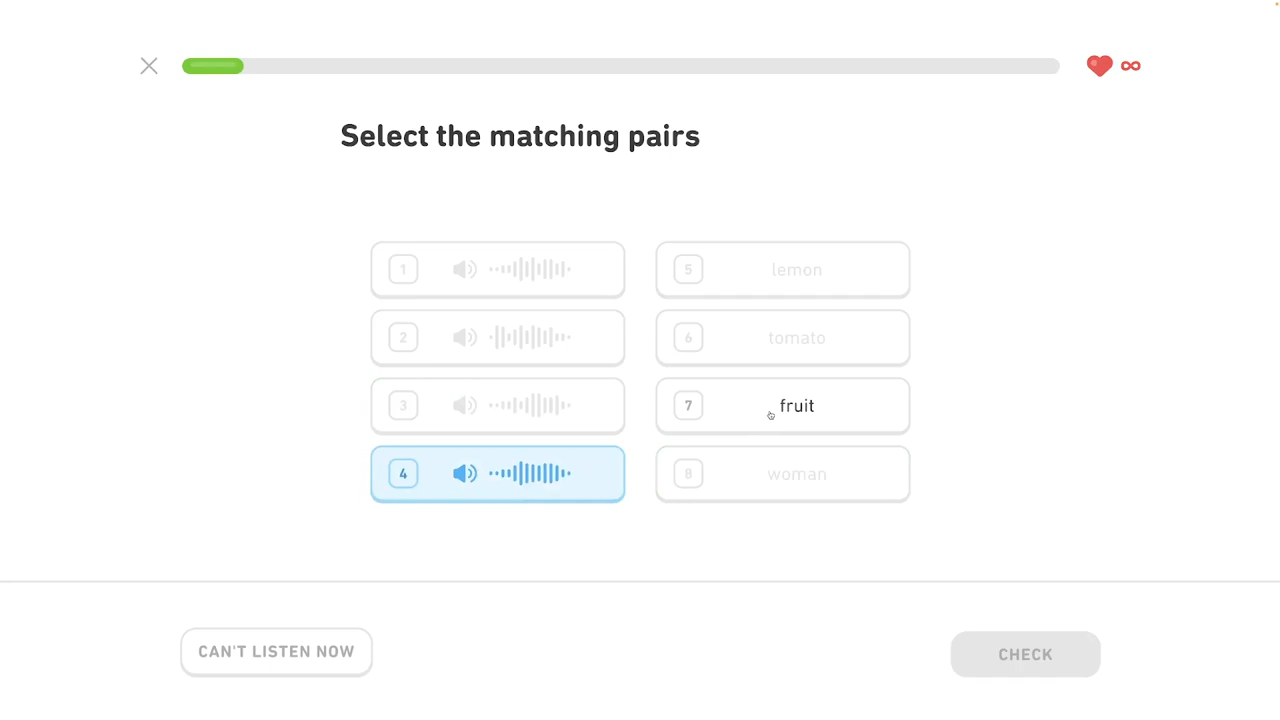 ∞
Select the matching pairs
1
5 lemon
2
6 tomato
3
7 fruit
4
8 woman
CAN'T LISTEN NOW
CHECK